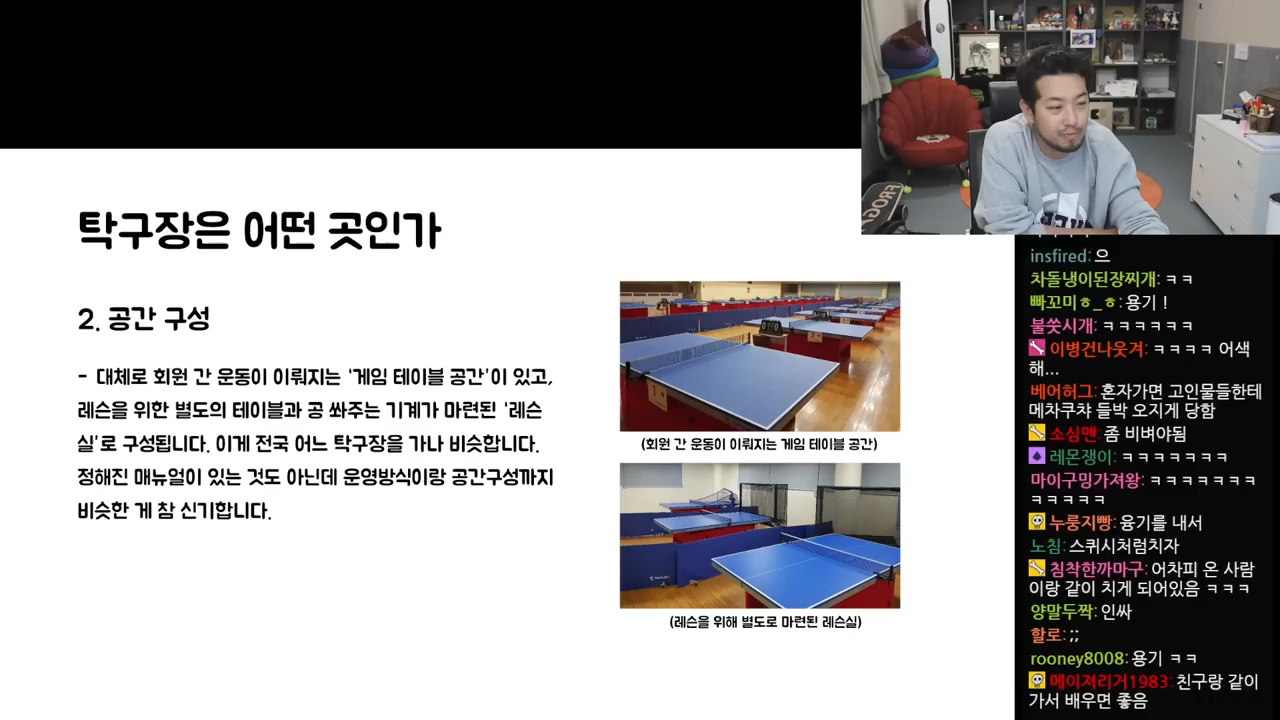 탁구장은 어떤 곳인가
2. 공간 구성
- 대체로 회원 간 운동이 이뤄지는 '게임 테이블 공간'이 있고,
레슨을 위한 별도의 테이블과 공 쏴주는 기계가 마련된 '레슨
실'로 구성됩니다. 이게 전국 어느 탁구장을 가나 비슷합니다.
정해진 매뉴얼이 있는 것도 아닌데 운영방식이랑 공간구성까지
비슷한 게 참 신기합니다.
(회원 간 운동이 이뤄지는 게임 테이블 공간)
(레슨을 위해 별도로 마련된 레슨실)
insfired: 으
차돌냉이된장찌개: ㅋㅋ
빠꼬미ㅎ_ㅎ: 용기 !
불쏫시개: ㅋㅋㅋㅋㅋㅋ
이병건나웃겨: ㅋㅋㅋㅋ 어색
해...
베어허그: 혼자가면 고인물들한테
메차쿠챠 들박 오지게 당함
소심맨: 좀 비벼야됨
레몬쟁이: ㅋㅋㅋㅋㅋㅋㅋ
마이구밍가져왕: ㅋㅋㅋㅋㅋㅋㅋ
ㅋㅋㅋㅋㅋ
누룽지빵: 융기를 내서
노침: 스쿼시처럼치자
침착한까마구: 어차피 온 사람
이랑 같이 치게 되어있음 ㅋㅋㅋ
양말두짝: 인싸
할로: ;;
rooney8008: 용기 ㅋㅋ
메이져리거1983: 친구랑 같이
가서 배우면 좋음